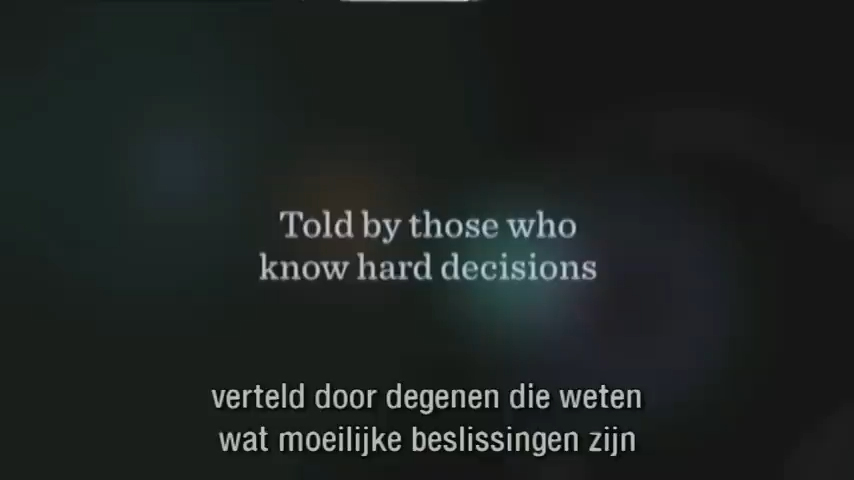 Told by those who
know hard decisions
verteld door degenen die weten
wat moeilijke beslissingen zijn